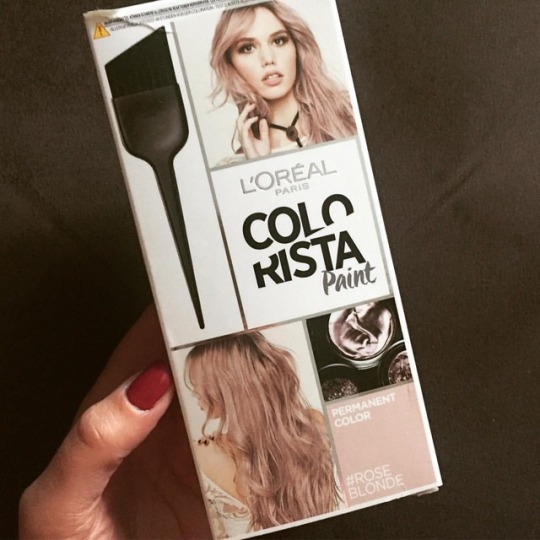 L'ORÉAL
PARIS
COLO
RISTA
Paint
PERMANENT
COLOR
#ROSE
BLONDE